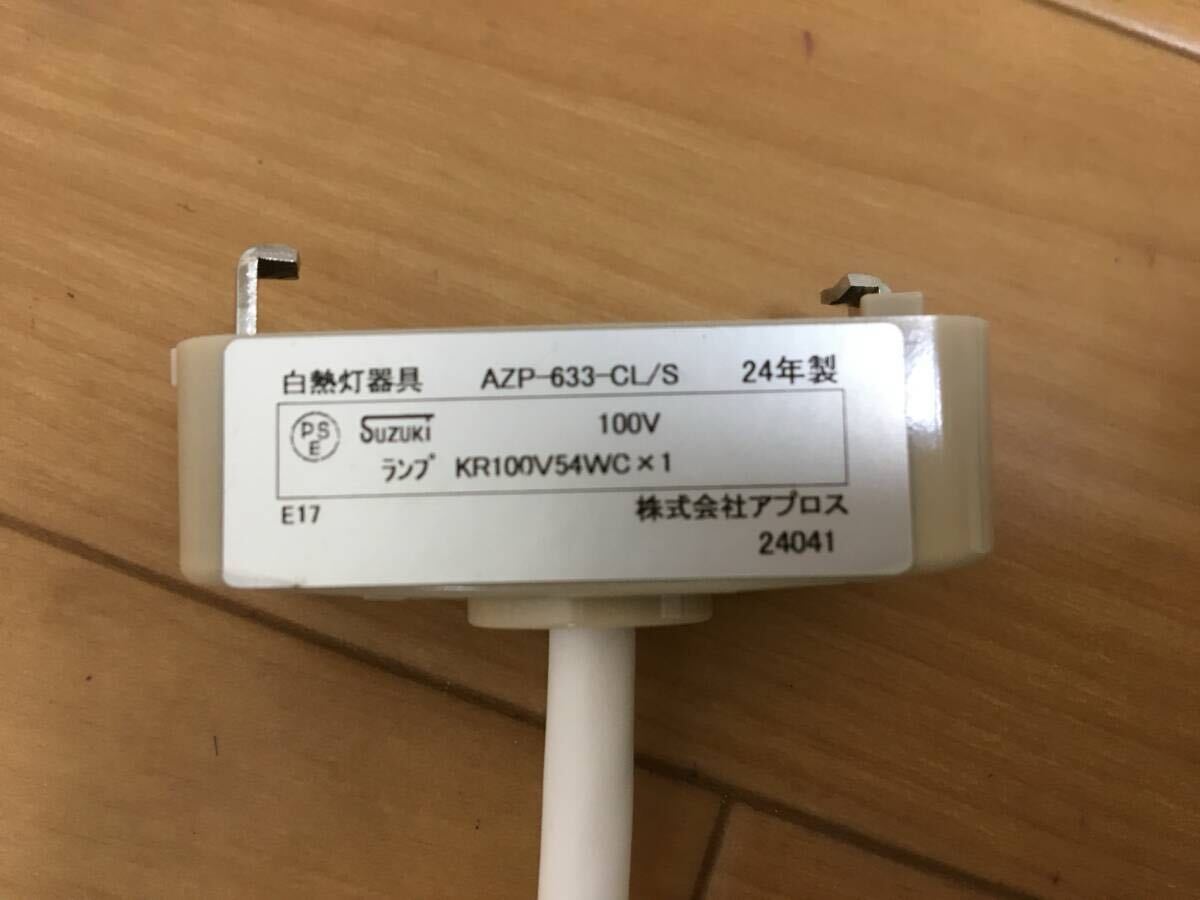 白熱灯器具 AZP-633-CL/S 24年製
PSE SUZUKI 100V
ランプ KR100V54WC×1
E17 株式会社アプロス
24041